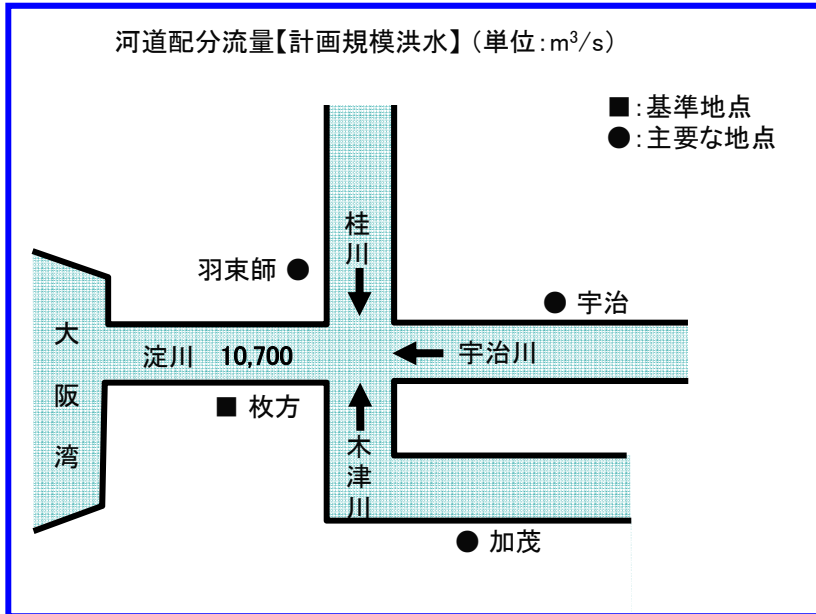 河道配分流量【計画規模洪水】(単位:m³/s)
■:基準地点
●:主要な地点
桂川
羽束師 ●
● 宇治
大阪湾
淀川 10,700
宇治川
■ 枚方
木津川
● 加茂